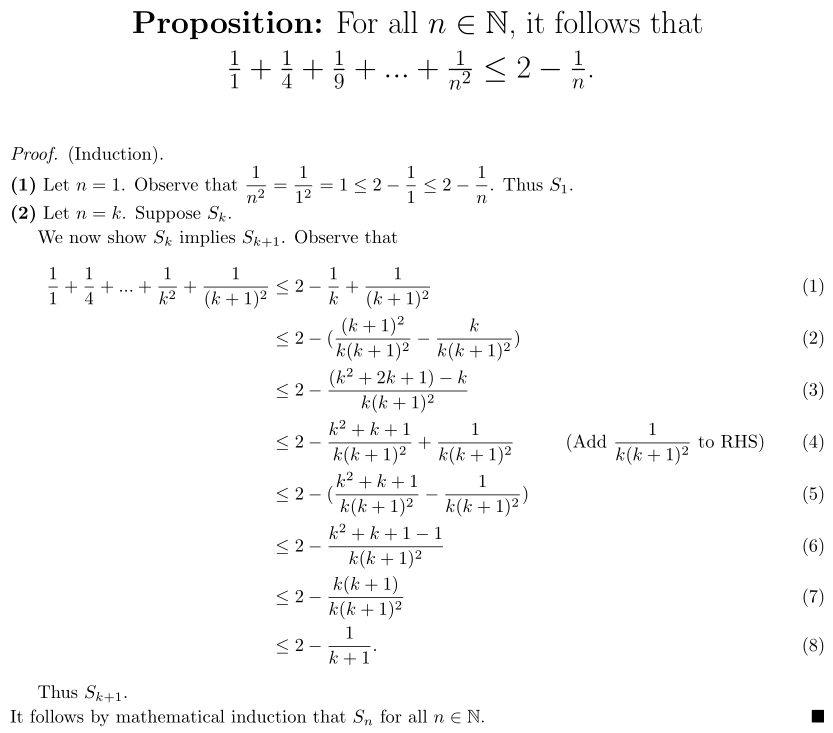 Proposition: For all $n \in \mathbb{N}$, it follows that
$\frac{1}{1} + \frac{1}{4} + \frac{1}{9} + ... + \frac{1}{n^2} \leq 2 - \frac{1}{n}$.
Proof. (Induction).
(1) Let $n = 1$. Observe that $\frac{1}{n^2} = \frac{1}{1^2} = 1 \leq 2 - \frac{1}{1} \leq 2 - \frac{1}{n}$. Thus $S_1$.
(2) Let $n = k$. Suppose $S_k$.
We now show $S_k$ implies $S_{k+1}$. Observe that
$\frac{1}{1} + \frac{1}{4} + ... + \frac{1}{k^2} + \frac{1}{(k+1)^2} \leq 2 - \frac{1}{k} + \frac{1}{(k+1)^2}$ (1)
$\leq 2 - (\frac{(k+1)^2}{k(k+1)^2} - \frac{k}{k(k+1)^2})$ (2)
$\leq 2 - \frac{(k^2+2k+1)-k}{k(k+1)^2}$ (3)
$\leq 2 - \frac{k^2+k+1}{k(k+1)^2} + \frac{1}{k(k+1)^2}$ (Add $\frac{1}{k(k+1)^2}$ to RHS) (4)
$\leq 2 - (\frac{k^2+k+1}{k(k+1)^2} - \frac{1}{k(k+1)^2})$ (5)
$\leq 2 - \frac{k^2+k+1-1}{k(k+1)^2}$ (6)
$\leq 2 - \frac{k(k+1)}{k(k+1)^2}$ (7)
$\leq 2 - \frac{1}{k+1}.$ (8)
Thus $S_{k+1}$.
It follows by mathematical induction that $S_n$ for all $n \in \mathbb{N}$. ■